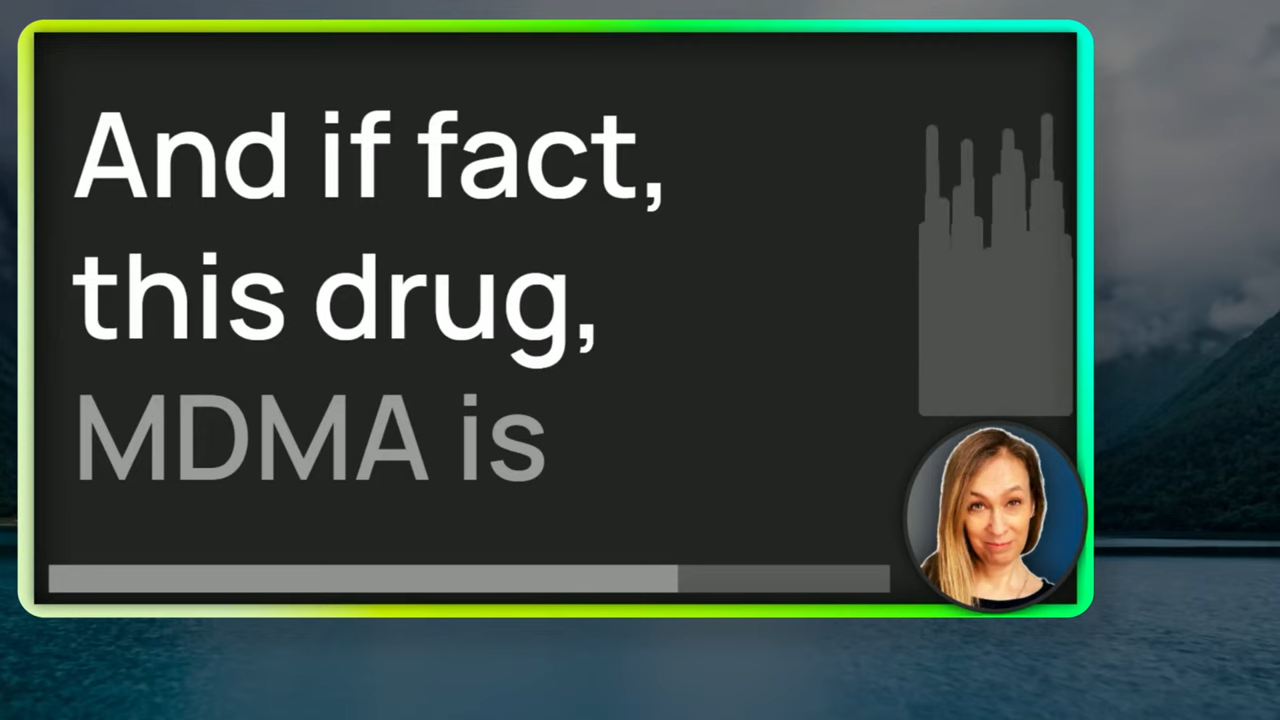 And if fact,
this drug,
MDMA is